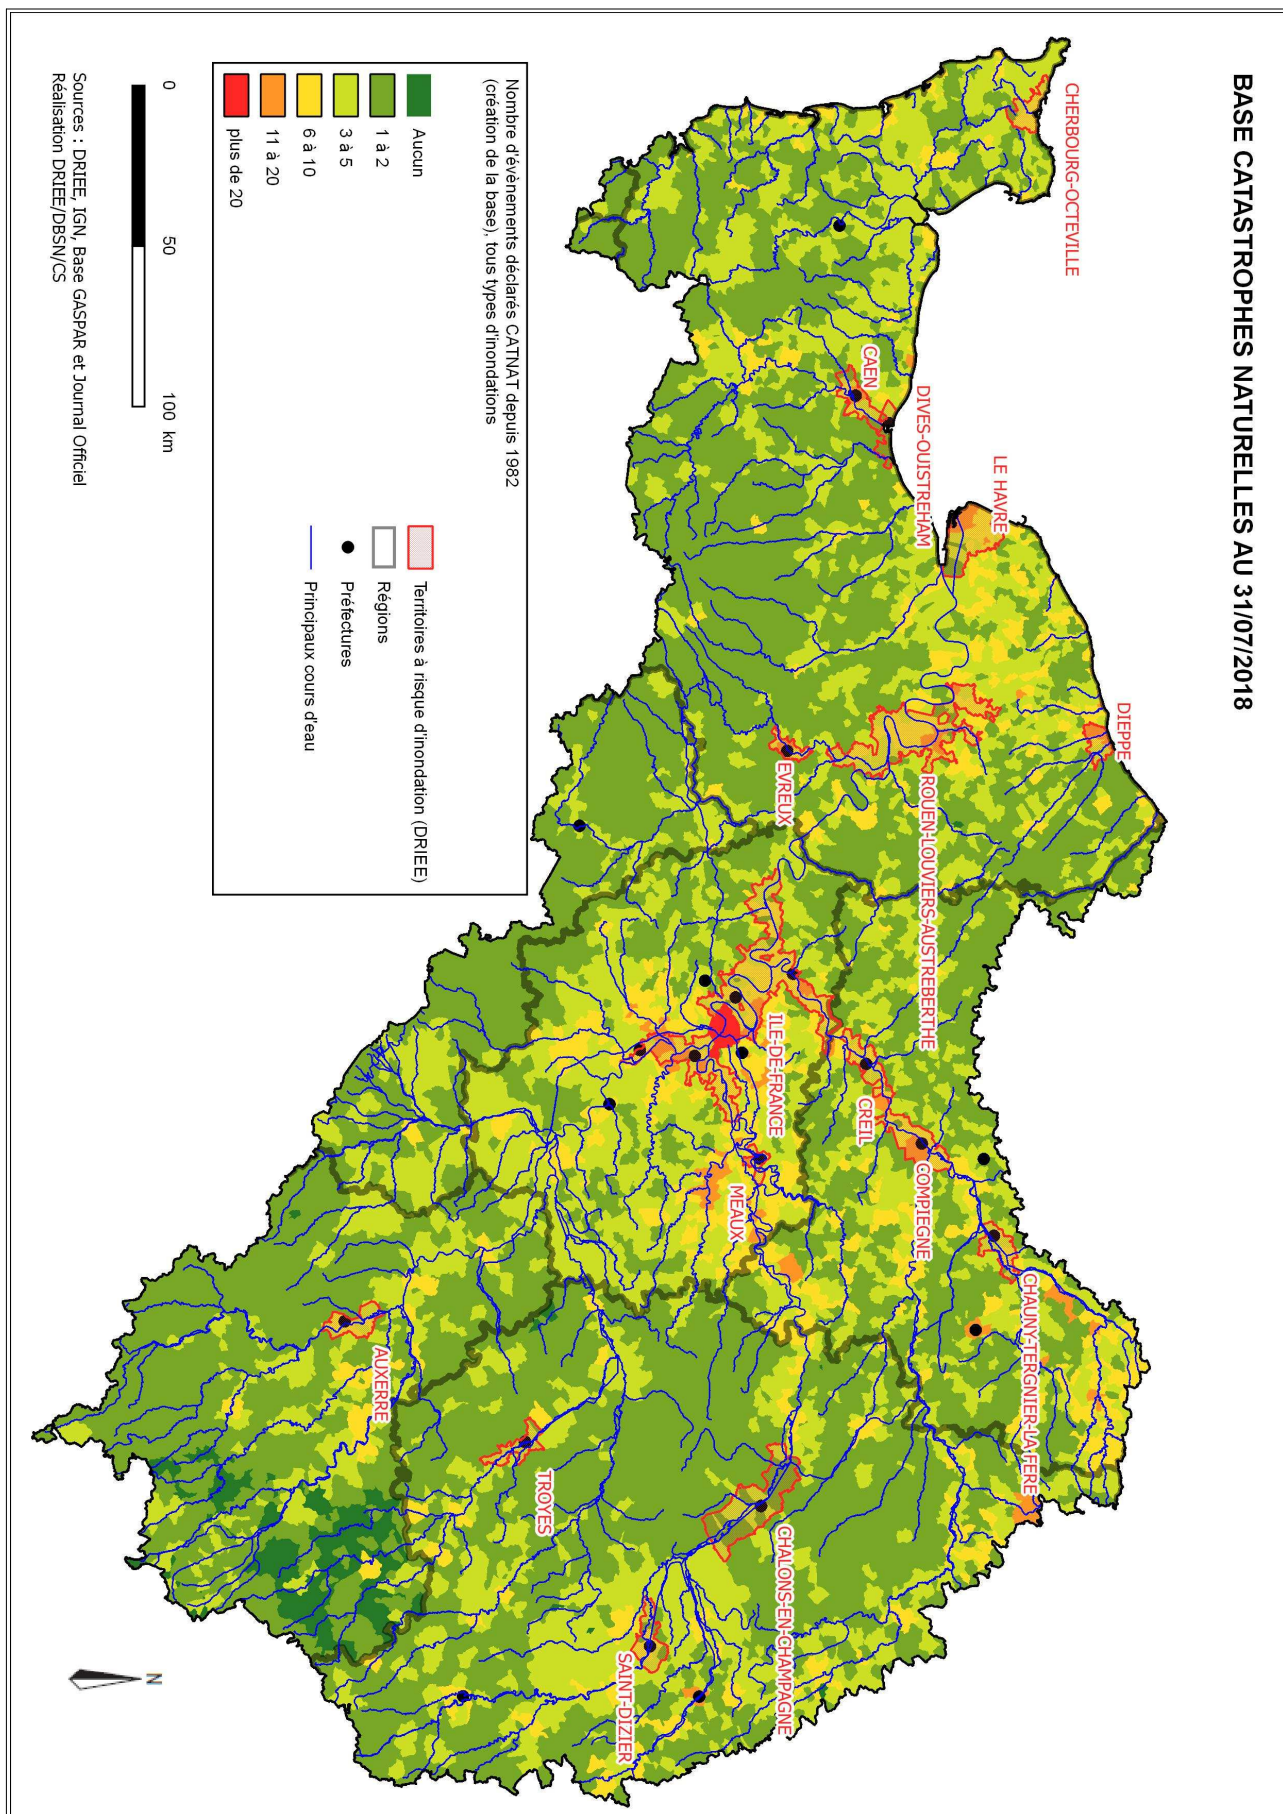 BASE CATASTROPHES NATURELLES AU 31/07/2018
CHERBOURG-OCTEVILLE
CAEN
DIVES-OUISTREHAM
LE HAVRE
DIEPPE
ROUEN-LOUVIERS-AUSTREBERTHE
EVREUX
ILE-DE-FRANCE
CREIL
COMPIEGNE
MEAUX
CHAUNY-TERGNIER-LA FERE
CHALONS-EN-CHAMPAGNE
SAINT-DIZIER
TROYES
AUXERRE
Nombre d'évènements déclarés CATNAT depuis 1982
(création de la base), tous types d'inondations
Aucun
1 à 2
3 à 5
6 à 10
11 à 20
plus de 20
Territoires à risque d'inondation (DRIEE)
Régions
Préfectures
Principaux cours d'eau
0 50 100 km
Sources : DRIEE, IGN, Base GASPAR et Journal Officiel
Réalisation DRIEE/DBSN/CS
N